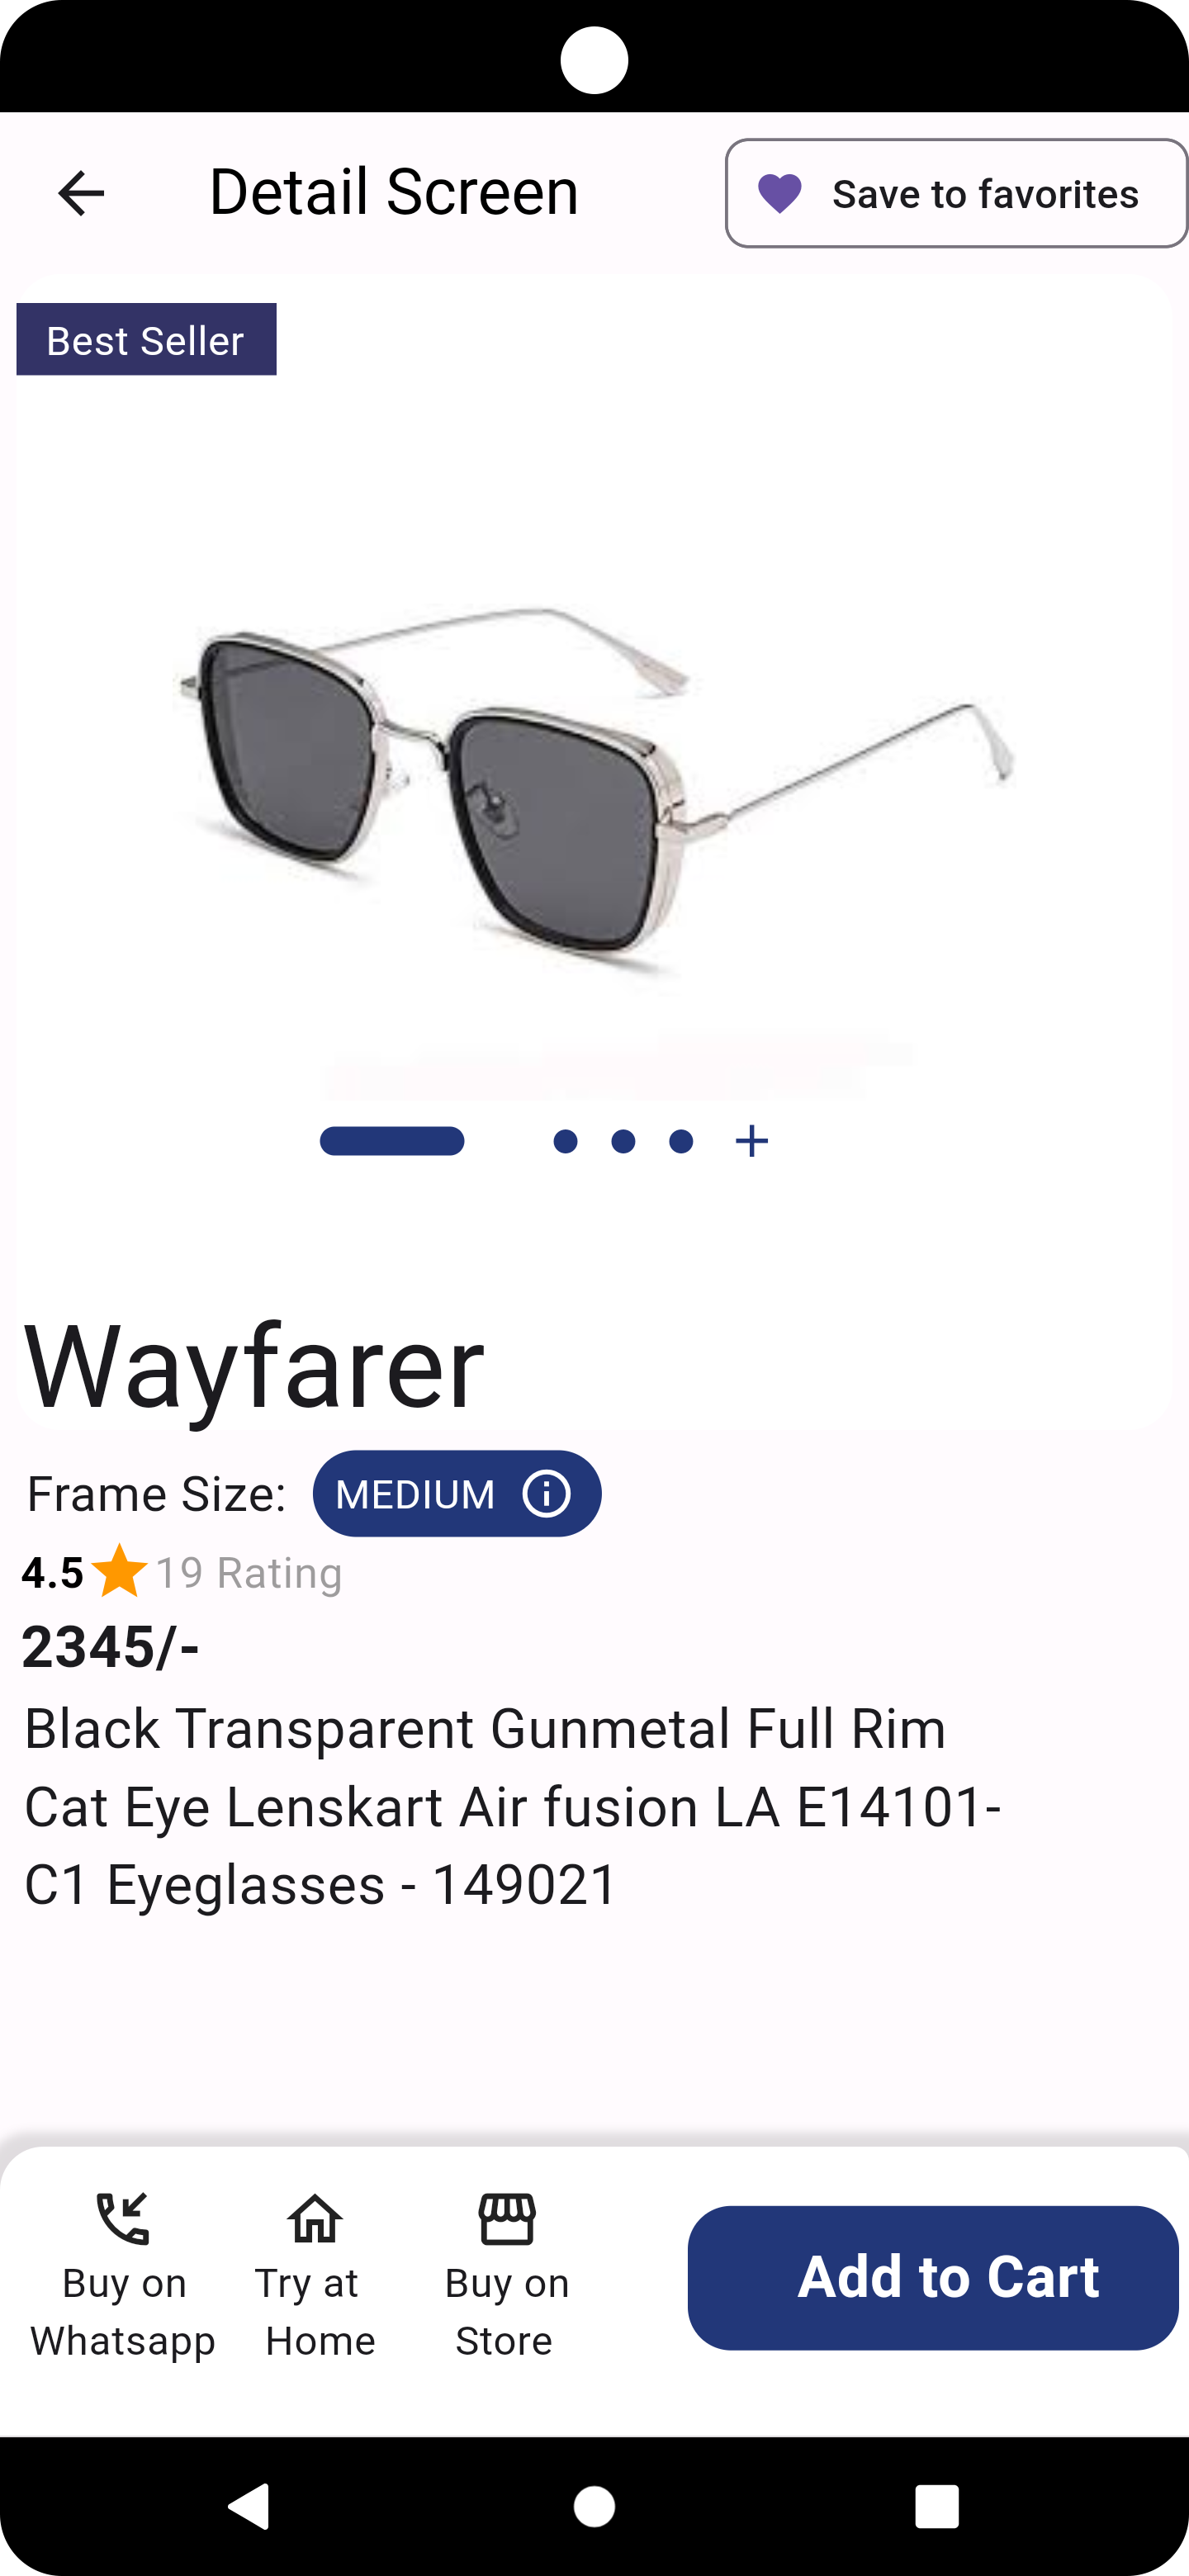 Detail Screen
Save to favorites
Best Seller
Wayfarer
Frame Size:
MEDIUM
4.5
19 Rating
2345/-
Black Transparent Gunmetal Full Rim
Cat Eye Lenskart Air fusion LA E14101-
C1 Eyeglasses - 149021
Buy on
Whatsapp
Try at
Home
Buy on
Store
Add to Cart